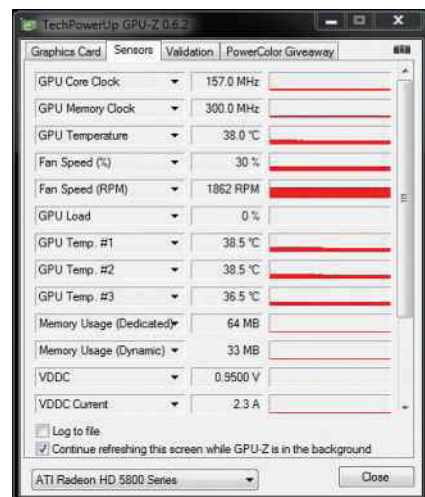 TechPowerUp GPU-Z 0.6.2
Graphics Card Sensors Validation PowerColor Giveaway
GPU Core Clock 157.0 MHz
GPU Memory Clock 300.0 MHz
GPU Temperature 38.0 °C
Fan Speed (%) 30 %
Fan Speed (RPM) 1862 RPM
GPU Load 0 %
GPU Temp. #1 38.5 °C
GPU Temp. #2 38.5 °C
GPU Temp. #3 36.5 °C
Memory Usage (Dedicated) 64 MB
Memory Usage (Dynamic) 33 MB
VDDC 0.9500 V
VDDC Current 2.3 A
Log to file
Continue refreshing this screen while GPU-Z is in the background
ATI Radeon HD 5800 Series Close